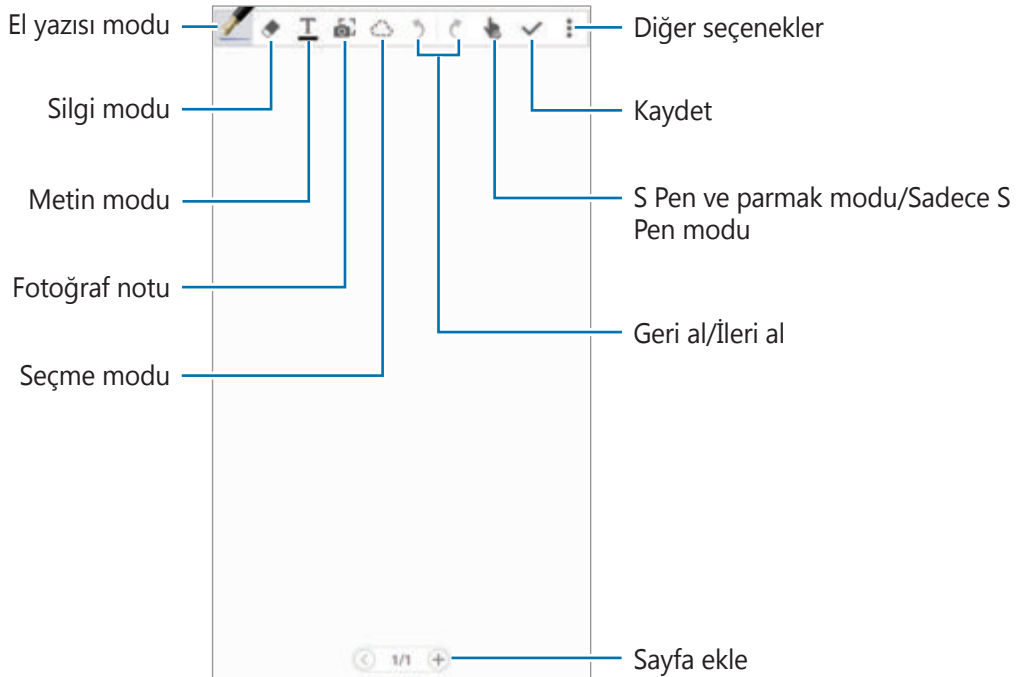 El yazısı modu
Silgi modu
Metin modu
Fotoğraf notu
Seçme modu
T
Diğer seçenekler
Kaydet
S Pen ve parmak modu/Sadece S
Pen modu
Geri al/İleri al
1/1
Sayfa ekle